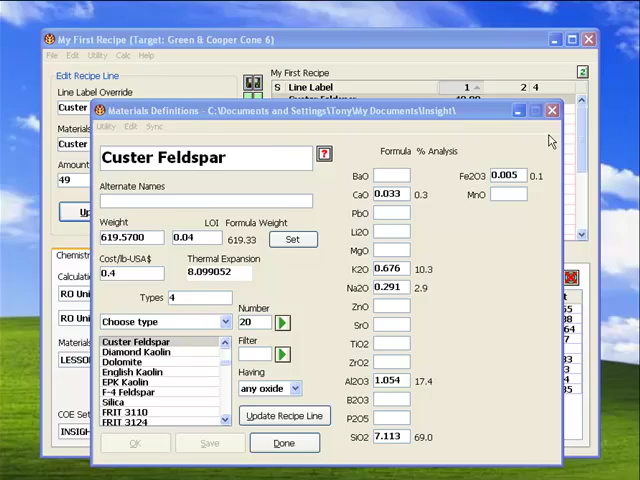 My First Recipe (Target: Green & Cooper Cone 6)
File Edit Utility Calc Help
Edit Recipe Line
Line Label Override
Custe
Materials
Custe
Amount
49
Up
My First Recipe
S Line Label 1 2 4
Materials Definitions - C:\Documents and Settings\Tony\My Documents\Insight\
Utility Edit Sync
Custer Feldspar
?
Alternate Names
Weight
LOI Formula Weight
619.5700 0.04 619.33 Set
Cost/lb-USA$ Thermal Expansion
0.4 8.099052
Types 4
Choose type
Number
20
Filter
Having
any oxide
Update Recipe Line
Custer Feldspar
Diamond Kaolin
Dolomite
English Kaolin
EPK Kaolin
F-4 Feldspar
Silica
FRIT 3110
FRIT 3124
OK Save Done
Formula % Analysis
BaO
CaO 0.033 0.3
PbO
Li2O
MgO
K2O 0.676 10.3
Na2O 0.291 2.9
ZnO
SrO
TiO2
ZrO2
Al2O3 1.054 17.4
B2O3
P2O5
SiO2 7.113 69.0
Fe2O3 0.005 0.1
MnO
Chemistr
Calculation
RO Uni
RO Uni
Materials
LESSO
COE Set
INSIGH